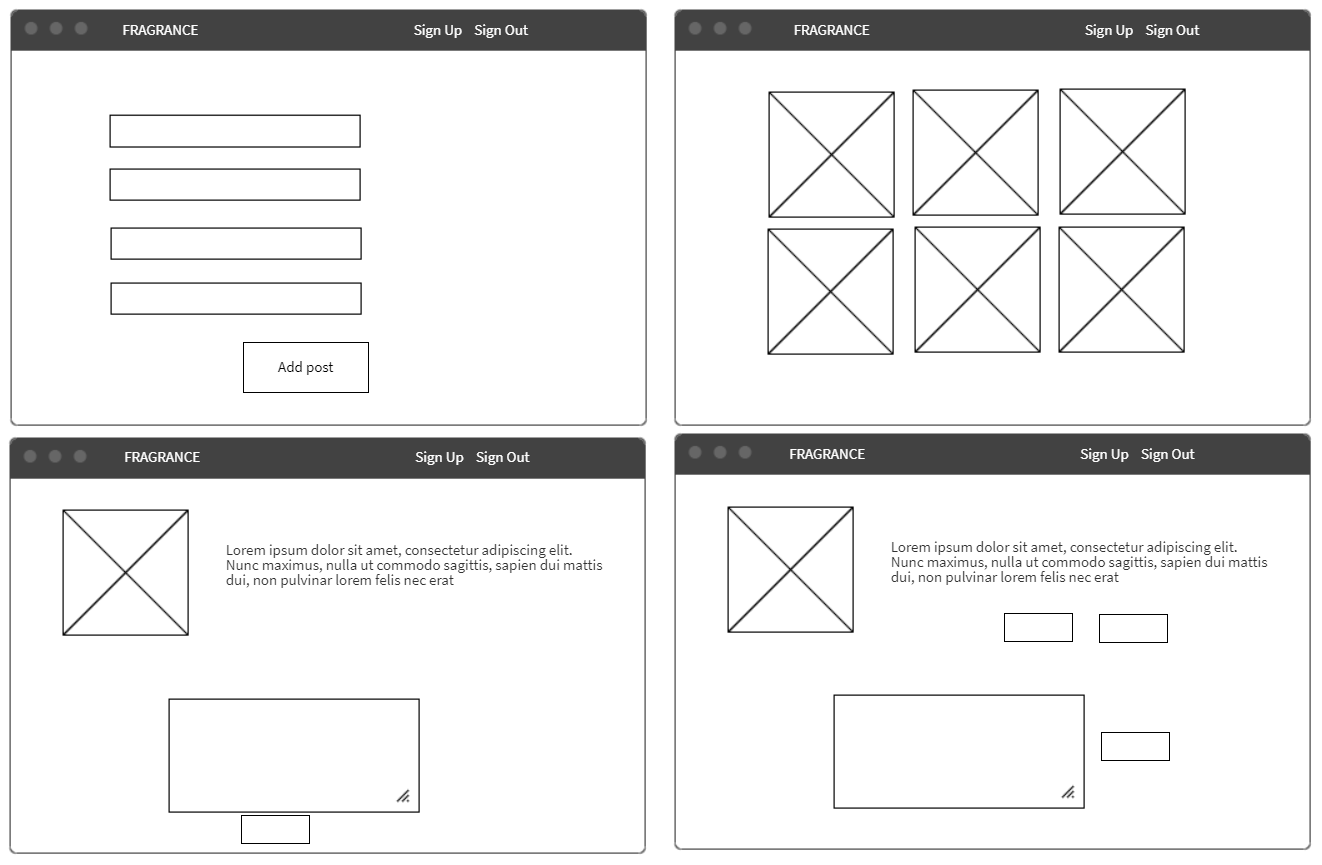 FRAGRANCE Sign Up Sign Out
Add post
FRAGRANCE Sign Up Sign Out
FRAGRANCE Sign Up Sign Out
Lorem ipsum dolor sit amet, consectetur adipiscing elit.
Nunc maximus, nulla ut commodo sagittis, sapien dui mattis
dui, non pulvinar lorem felis nec erat
FRAGRANCE Sign Up Sign Out
Lorem ipsum dolor sit amet, consectetur adipiscing elit.
Nunc maximus, nulla ut commodo sagittis, sapien dui mattis
dui, non pulvinar lorem felis nec erat